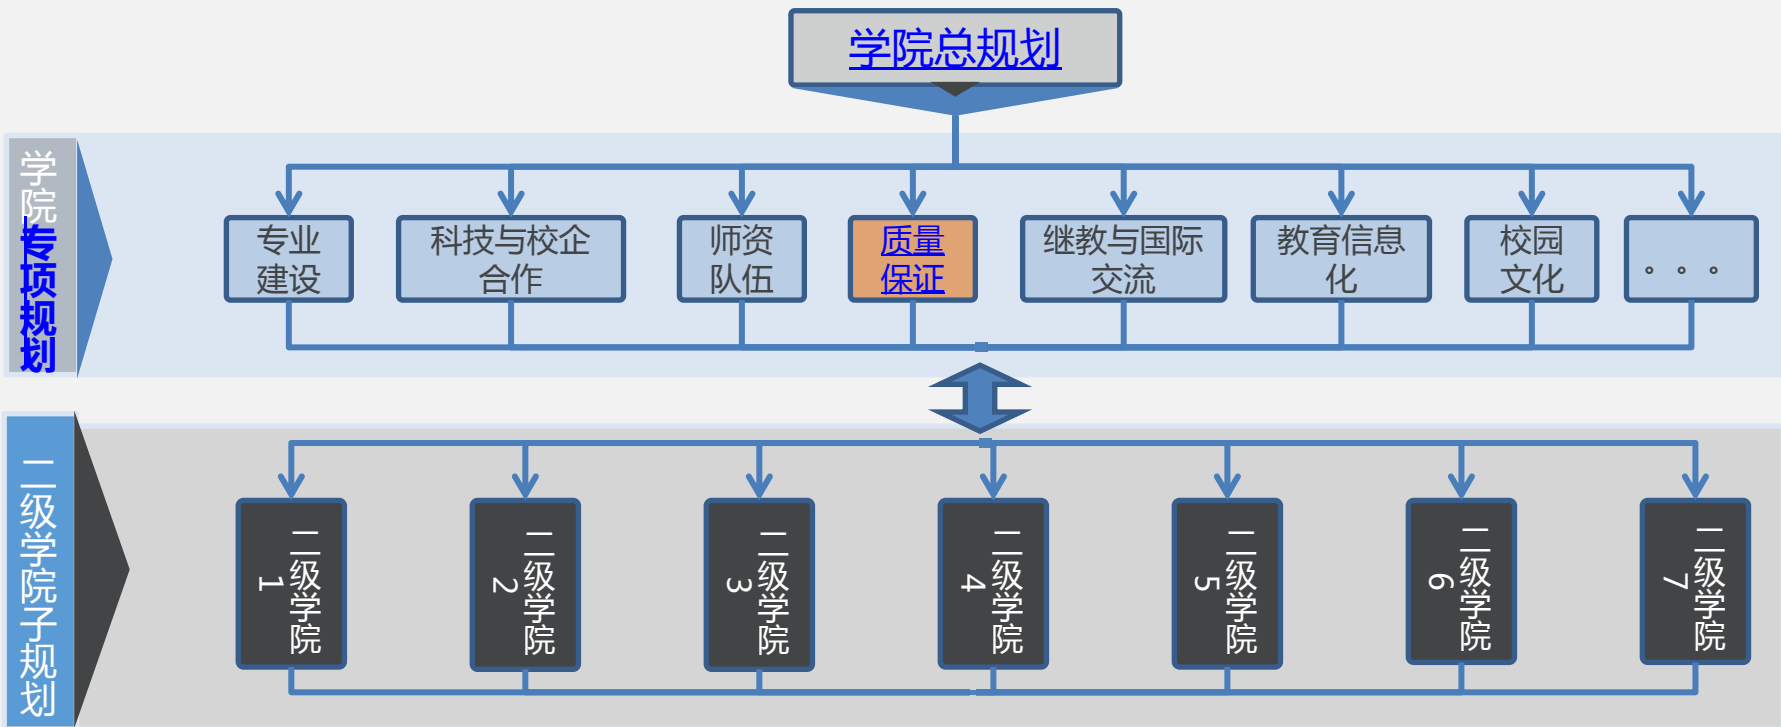 学院总规划
学院专项规划
专业
建设
科技与校企
合作
师资
队伍
质量
保证
继教与国际
交流
教育信息
化
校园
文化
。。。
二级学院子规划
二级学院
1
二级学院
2
二级学院
3
二级学院
4
二级学院
5
二级学院
6
二级学院
7